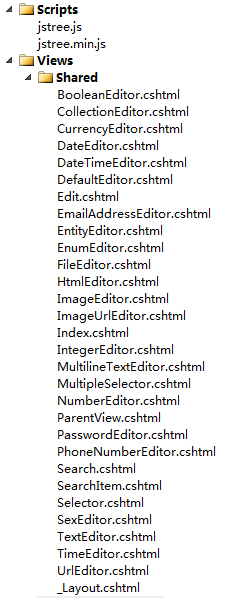 Scripts
jstree.js
jstree.min.js
Views
Shared
BooleanEditor.cshtml
CollectionEditor.cshtml
CurrencyEditor.cshtml
DateEditor.cshtml
DateTimeEditor.cshtml
DefaultEditor.cshtml
Edit.cshtml
EmailAddressEditor.cshtml
EntityEditor.cshtml
EnumEditor.cshtml
FileEditor.cshtml
HtmlEditor.cshtml
ImageEditor.cshtml
ImageUrlEditor.cshtml
Index.cshtml
IntegerEditor.cshtml
MultilineTextEditor.cshtml
MultipleSelector.cshtml
NumberEditor.cshtml
ParentView.cshtml
PasswordEditor.cshtml
PhoneNumberEditor.cshtml
Search.cshtml
SearchItem.cshtml
Selector.cshtml
SexEditor.cshtml
TextEditor.cshtml
TimeEditor.cshtml
UrlEditor.cshtml
_Layout.cshtml